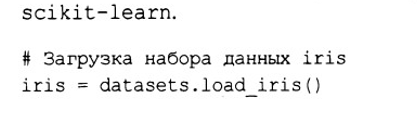 scikit-learn.
# Загрузка набора данных iris
iris = datasets.load_iris()